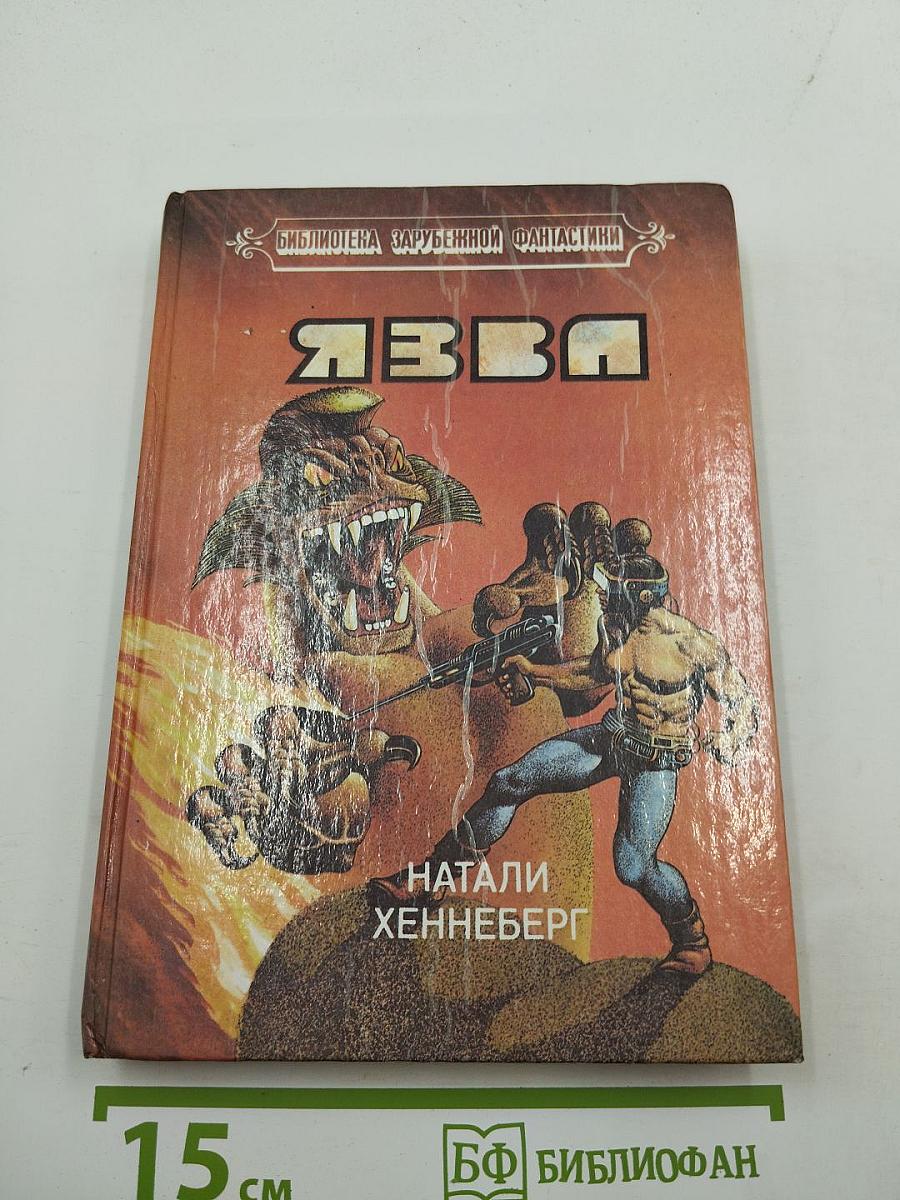 БИБЛИОТЕКА ЗАРУБЕЖНОЙ ФАНТАСТИКИ
ЯЗВА
НАТАЛИ
ХЕННЕБЕРГ
15 см
БФ БИБЛИОФАН